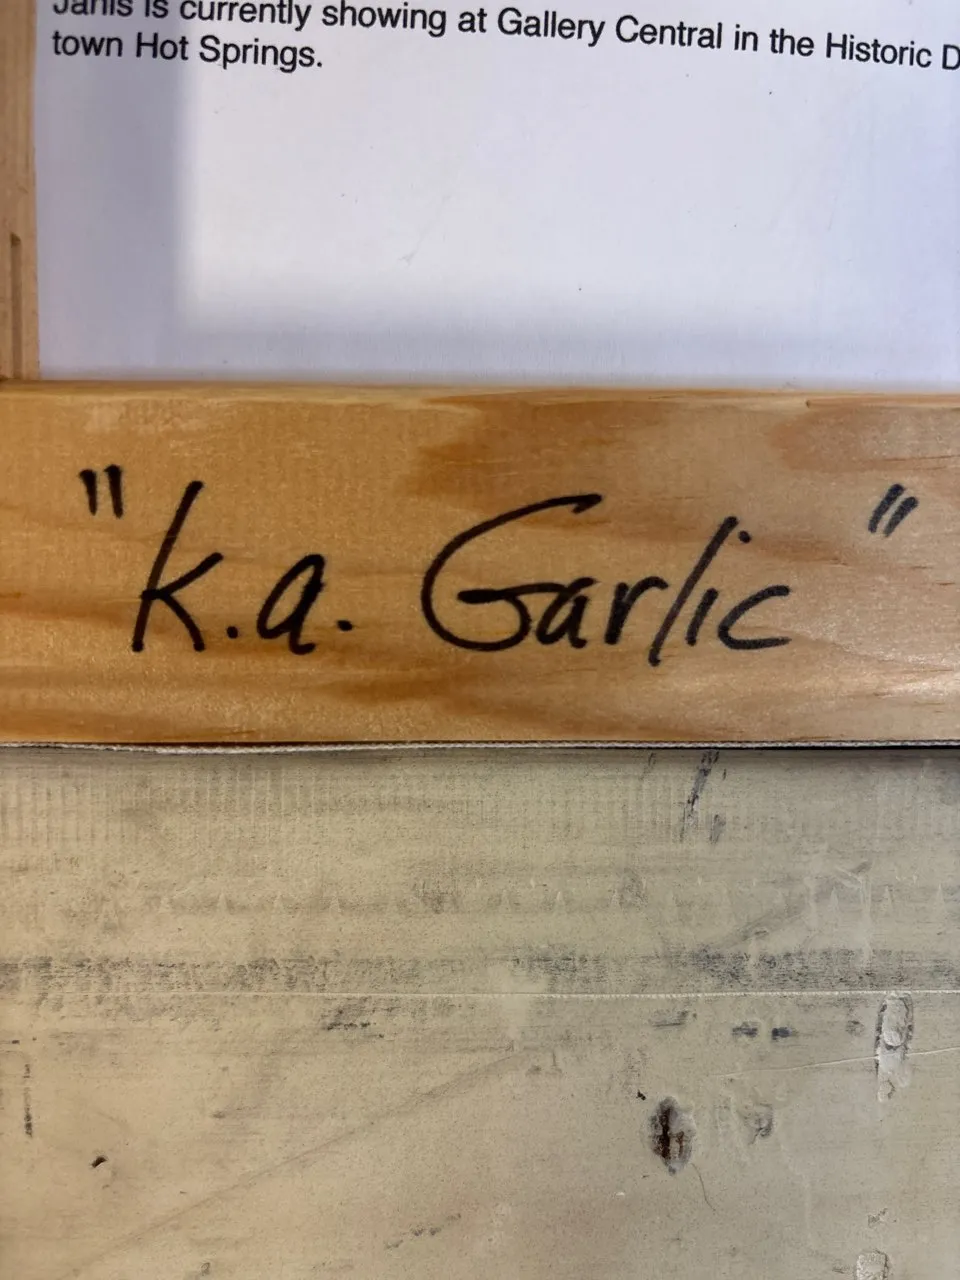 Janis is currently showing at Gallery Central in the Historic D
town Hot Springs.
"K.a. Garlic"